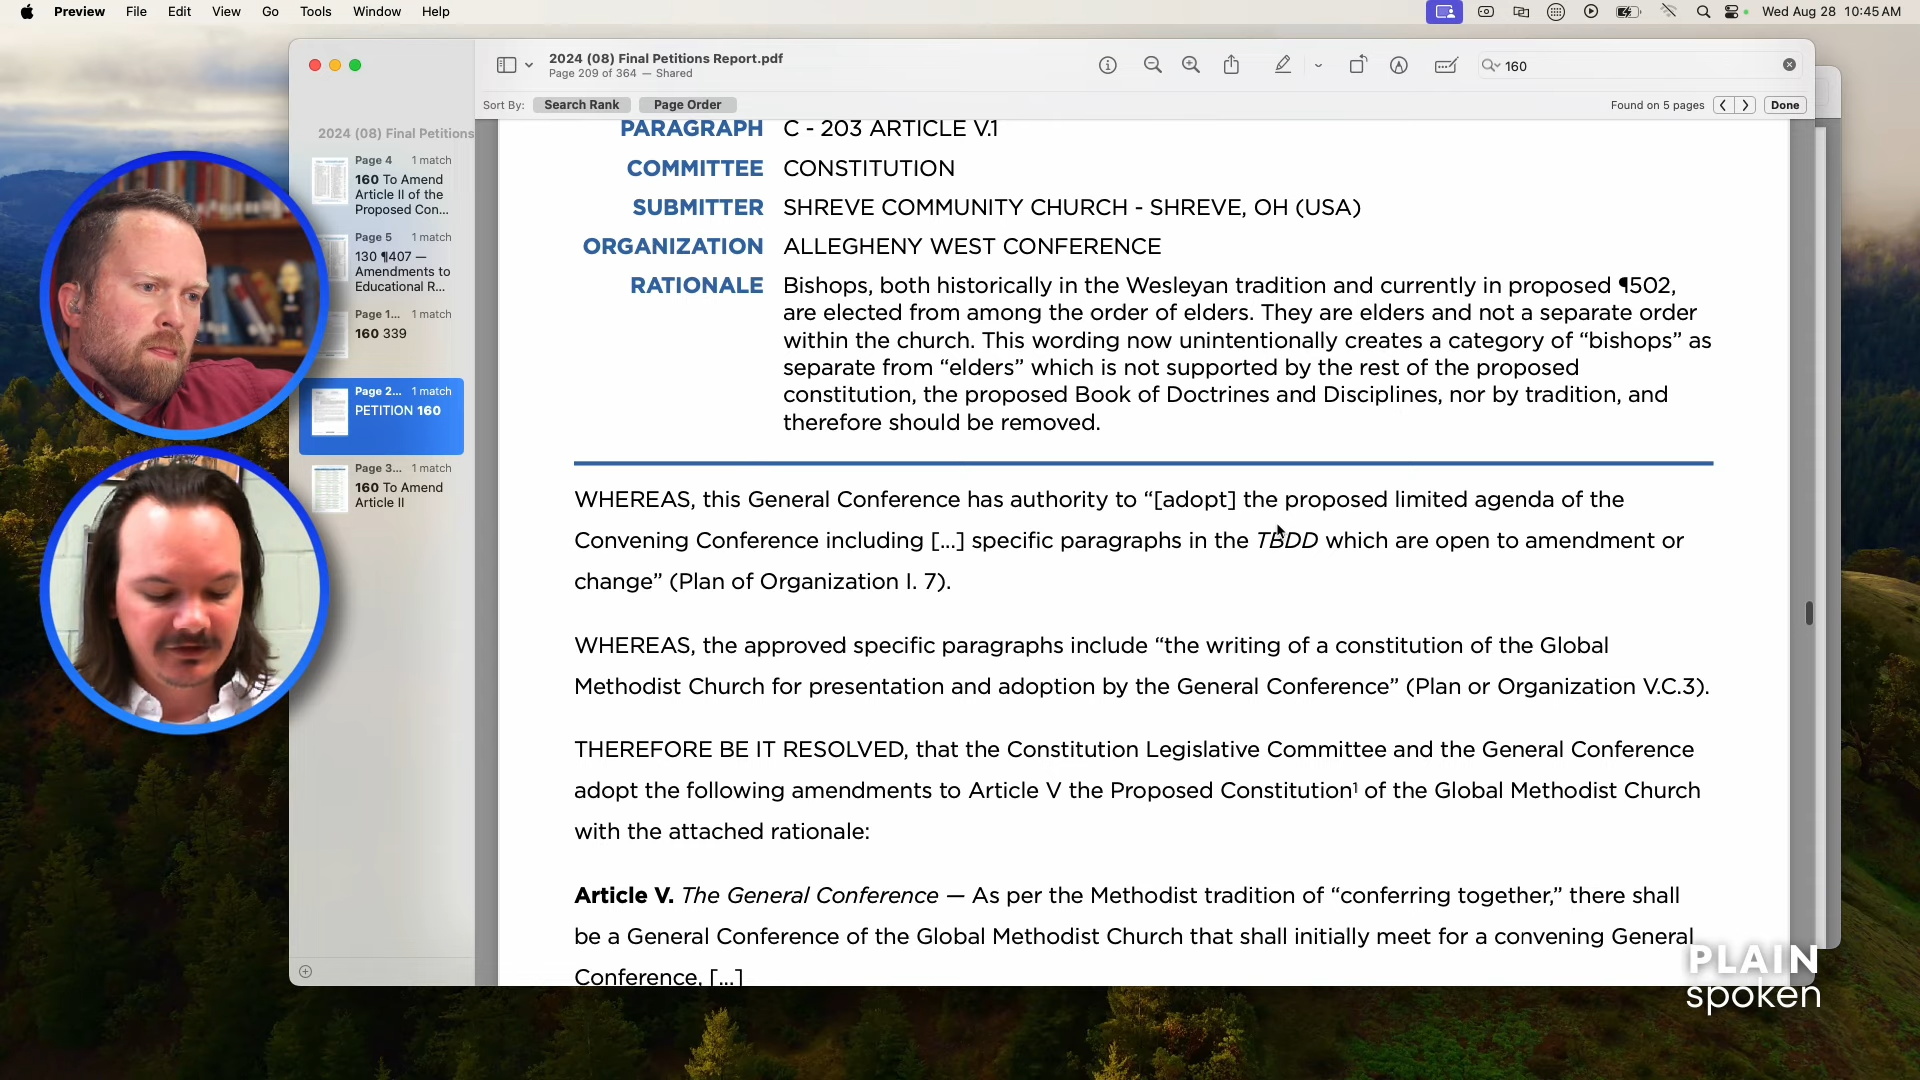 Preview File Edit View Go Tools Window Help
Wed Aug 28 10:45 AM
2024 (08) Final Petitions Report.pdf
Page 209 of 364 — Shared
160
Sort By: Search Rank Page Order
Found on 5 pages
Done
2024 (08) Final Petitions
Page 4 1 match
160 To Amend
Article II of the
Proposed Con...
Page 5 1 match
130 ¶407 —
Amendments to
Educational R...
Page 1... 1 match
160 339
Page 2... 1 match
PETITION 160
Page 3... 1 match
160 To Amend
Article II
PARAGRAPH C - 203 ARTICLE V.1
COMMITTEE CONSTITUTION
SUBMITTER SHREVE COMMUNITY CHURCH - SHREVE, OH (USA)
ORGANIZATION ALLEGHENY WEST CONFERENCE
RATIONALE Bishops, both historically in the Wesleyan tradition and currently in proposed ¶502,
are elected from among the order of elders. They are elders and not a separate order
within the church. This wording now unintentionally creates a category of “bishops” as
separate from “elders” which is not supported by the rest of the proposed
constitution, the proposed Book of Doctrines and Disciplines, nor by tradition, and
therefore should be removed.
WHEREAS, this General Conference has authority to “[adopt] the proposed limited agenda of the
Convening Conference including [...] specific paragraphs in the TBDD which are open to amendment or
change” (Plan of Organization I. 7).
WHEREAS, the approved specific paragraphs include “the writing of a constitution of the Global
Methodist Church for presentation and adoption by the General Conference” (Plan or Organization V.C.3).
THEREFORE BE IT RESOLVED, that the Constitution Legislative Committee and the General Conference
adopt the following amendments to Article V the Proposed Constitution¹ of the Global Methodist Church
with the attached rationale:
Article V. The General Conference — As per the Methodist tradition of “conferring together,” there shall
be a General Conference of the Global Methodist Church that shall initially meet for a convening General
Conference, [...]
PLAIN
spoken